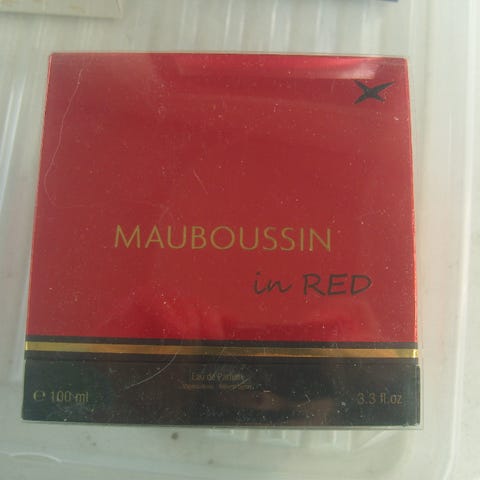 MAUBOUSSIN
in RED
Eau de Parfum
℮ 100 ml
3.3 fl.oz